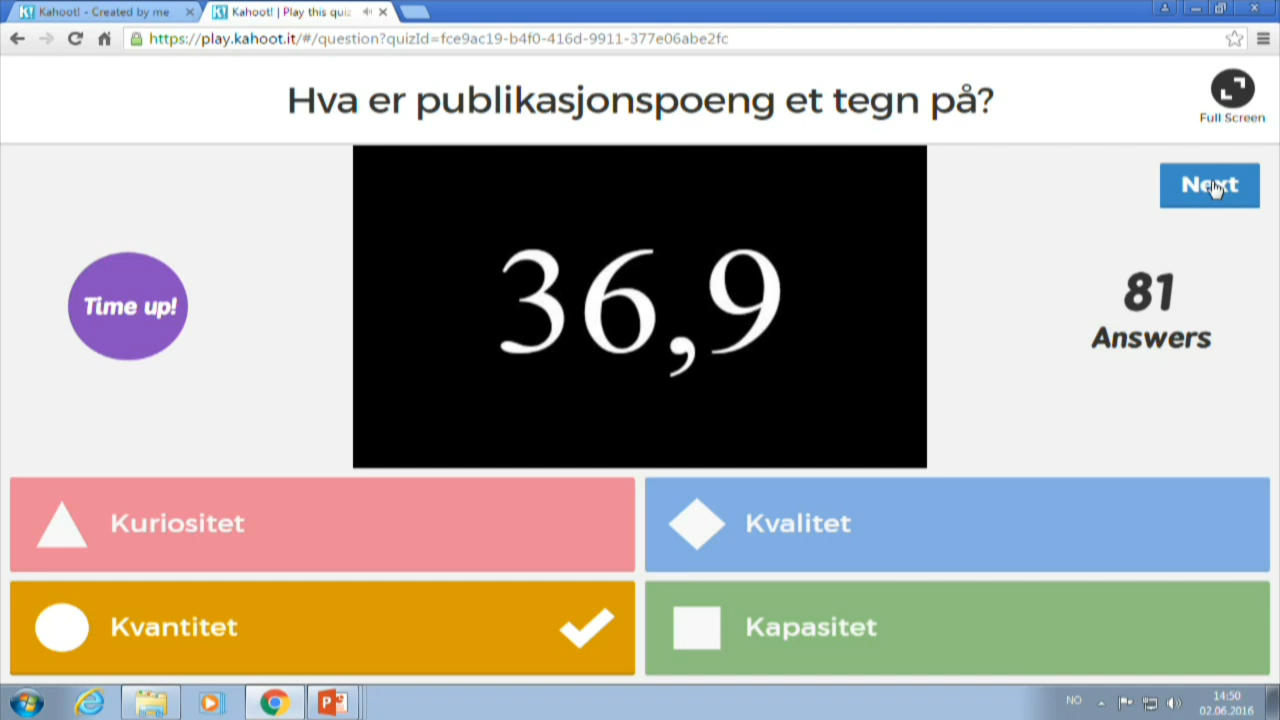 Kahoot! - Created by me
Kahoot! | Play this quiz
https://play.kahoot.it/#/question?quizId=fce9ac19-b4f0-416d-9911-377e06abe2fc
Hva er publikasjonspoeng et tegn på?
Full Screen
Next
36,9
Time up!
81
Answers
Kuriositet
Kvalitet
Kvantitet
Kapasitet
NO
14:50
02.06.2016